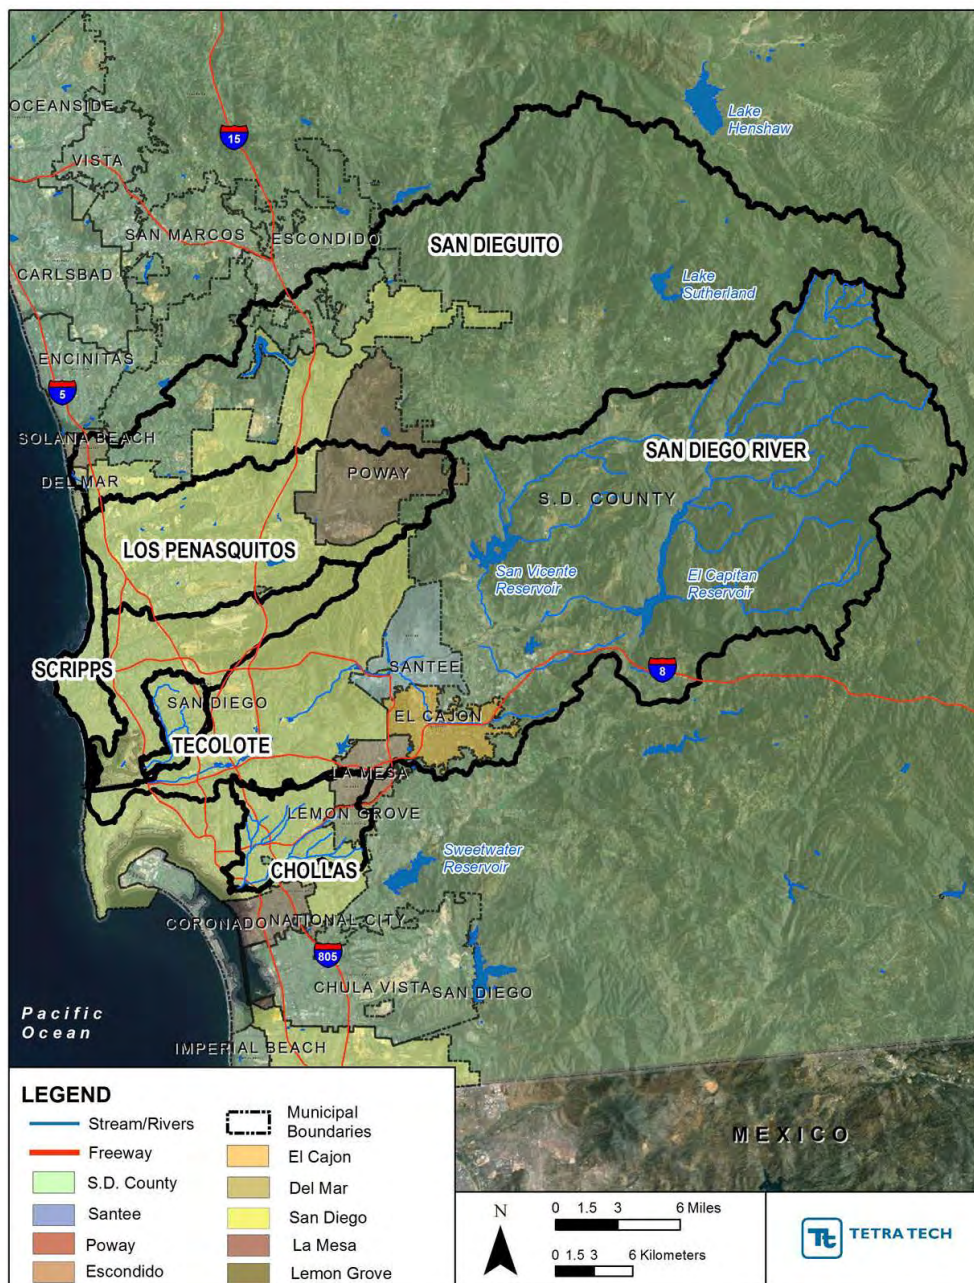 OCEANSIDE
15
Lake
Henshaw
VISTA
SAN MARCOS
ESCONDIDO
SAN DIEGUITO
CARLSBAD
Lake
Sutherland
ENCINITAS
5
SOLANA BEACH
DEL MAR
POWAY
SAN DIEGO RIVER
S.D. COUNTY
LOS PENASQUITOS
San Vicente
Reservoir
El Capitan
Reservoir
SCRIPPS
SANTEE
8
SAN DIEGO
EL CAJON
TECOLOTE
LA MESA
LEMON GROVE
CHOLLAS
Sweetwater
Reservoir
CORONADO
NATIONAL CITY
805
CHULA VISTA
SAN DIEGO
Pacific
Ocean
IMPERIAL BEACH
MEXICO
LEGEND
Stream/Rivers
Freeway
S.D. County
Santee
Poway
Escondido
Municipal
Boundaries
El Cajon
Del Mar
San Diego
La Mesa
Lemon Grove
N
0 1.5 3 6 Miles
0 1.5 3 6 Kilometers
Tt TETRA TECH